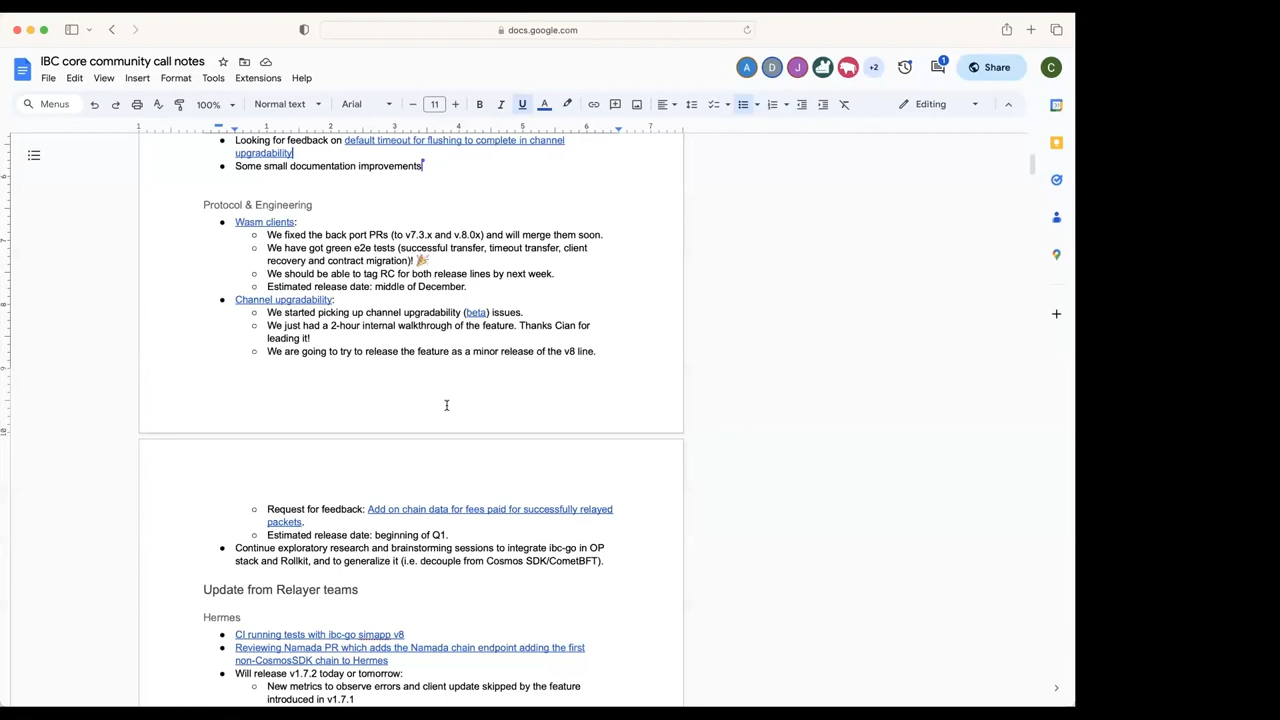 docs.google.com
IBC core community call notes
File Edit View Insert Format Tools Extensions Help
A D J +2 1 Share C
Menus 100% Normal text Arial 11 B I U A Editing
1 1 2 3 4 5 6 7
Looking for feedback on default timeout for flushing to complete in channel
upgradability
Some small documentation improvements
Protocol & Engineering
Wasm clients:
We fixed the back port PRs (to v7.3.x and v.8.0x) and will merge them soon.
We have got green e2e tests (successful transfer, timeout transfer, client
recovery and contract migration)! 🎉
We should be able to tag RC for both release lines by next week.
Estimated release date: middle of December.
Channel upgradability:
We started picking up channel upgradability (beta) issues.
We just had a 2-hour internal walkthrough of the feature. Thanks Cian for
leading it!
We are going to try to release the feature as a minor release of the v8 line.
Request for feedback: Add on chain data for fees paid for successfully relayed
packets.
Estimated release date: beginning of Q1.
Continue exploratory research and brainstorming sessions to integrate ibc-go in OP
stack and Rollkit, and to generalize it (i.e. decouple from Cosmos SDK/CometBFT).
Update from Relayer teams
Hermes
CI running tests with ibc-go simapp v8
Reviewing Namada PR which adds the Namada chain endpoint adding the first
non-CosmosSDK chain to Hermes
Will release v1.7.2 today or tomorrow:
New metrics to observe errors and client update skipped by the feature
introduced in v1.7.1